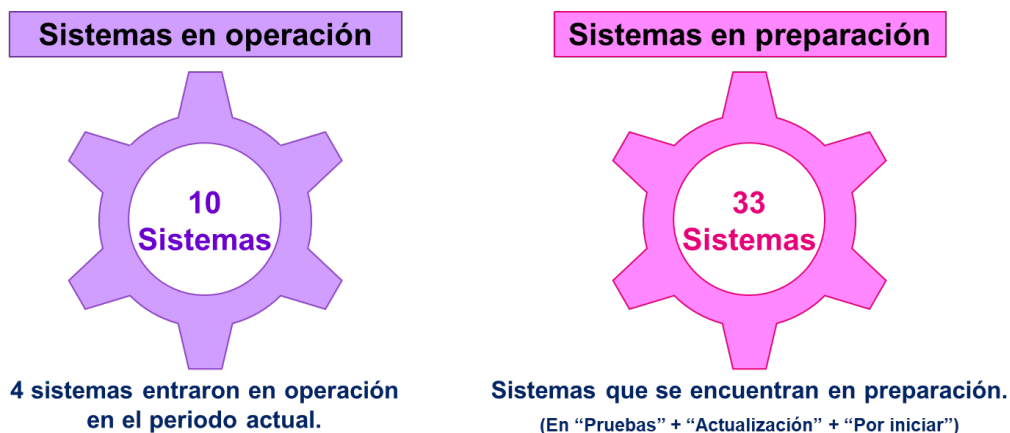 Sistemas en operación
10
Sistemas
4 sistemas entraron en operación
en el periodo actual.
Sistemas en preparación
33
Sistemas
Sistemas que se encuentran en preparación.
(En “Pruebas” + “Actualización” + “Por iniciar”)